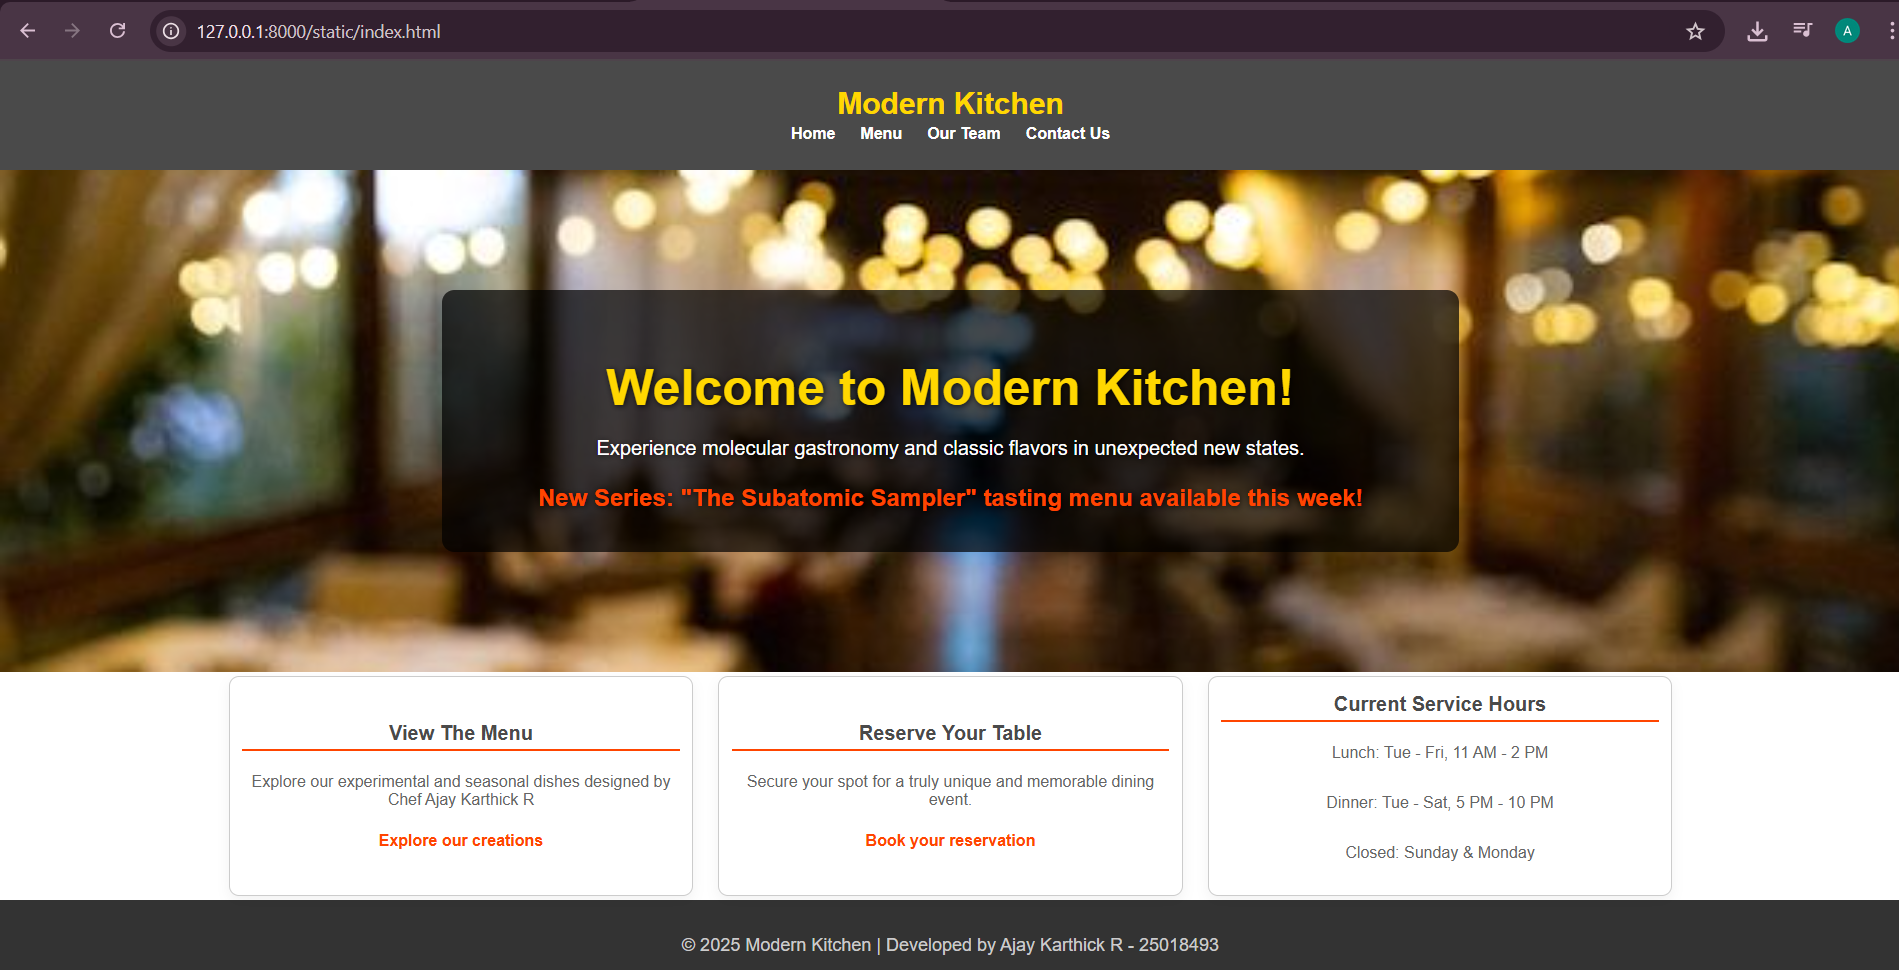 127.0.0.1:8000/static/index.html
A
Modern Kitchen
Home Menu Our Team Contact Us
Welcome to Modern Kitchen!
Experience molecular gastronomy and classic flavors in unexpected new states.
New Series: "The Subatomic Sampler" tasting menu available this week!
View The Menu
Explore our experimental and seasonal dishes designed by
Chef Ajay Karthick R
Explore our creations
Reserve Your Table
Secure your spot for a truly unique and memorable dining
event.
Book your reservation
Current Service Hours
Lunch: Tue - Fri, 11 AM - 2 PM
Dinner: Tue - Sat, 5 PM - 10 PM
Closed: Sunday & Monday
© 2025 Modern Kitchen | Developed by Ajay Karthick R - 25018493